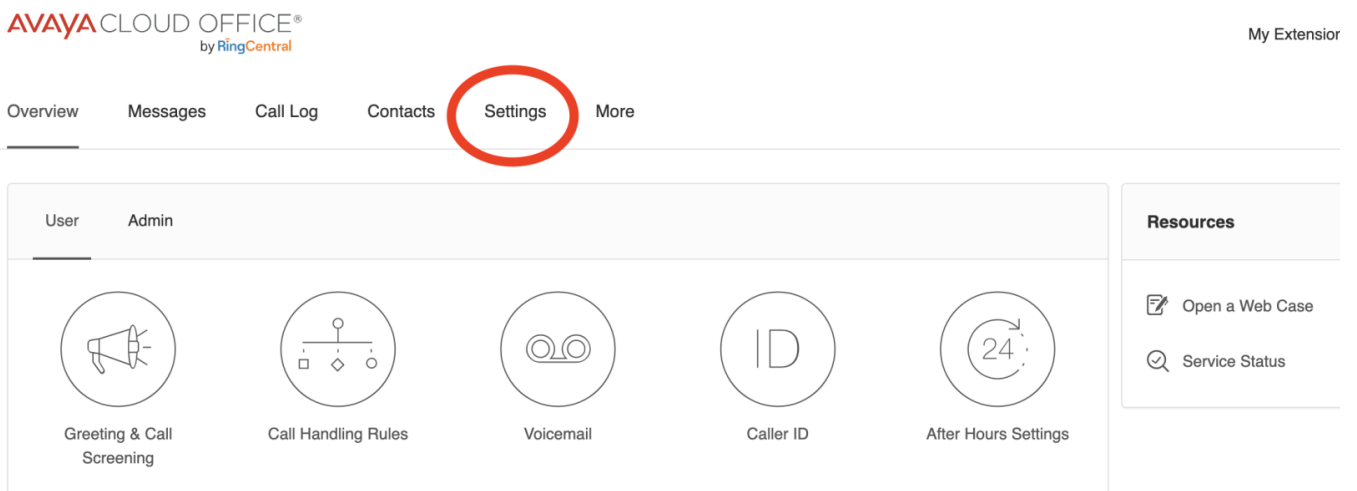 AVAYA CLOUD OFFICE®
by RingCentral
My Extension
Overview Messages Call Log Contacts Settings More
User Admin
Resources
Open a Web Case
Service Status
ID
24
Greeting & Call
Screening
Call Handling Rules
Voicemail
Caller ID
After Hours Settings